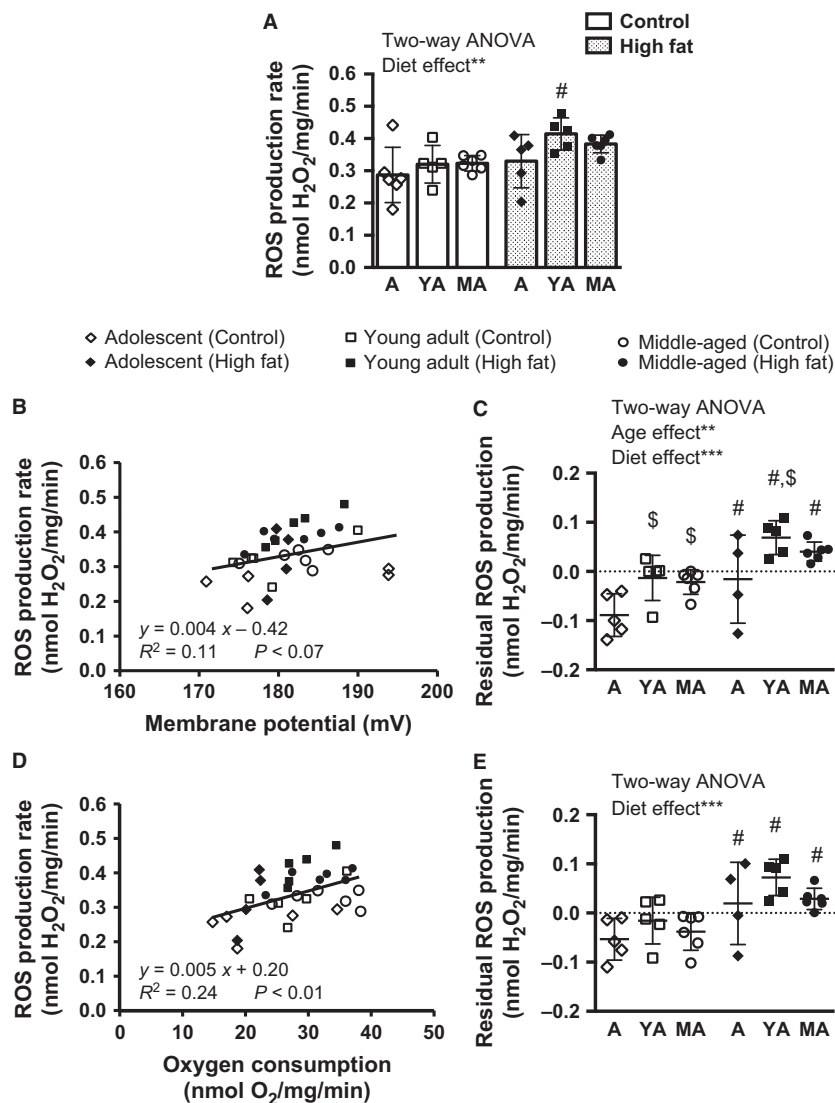 A
Two-way ANOVA
Diet effect**
Control
High fat
#
ROS production rate
(nmol H2O2/mg/min)
0.6
0.5
0.4
0.3
0.2
0.1
0.0
A YA MA A YA MA
Adolescent (Control)
Young adult (Control)
Middle-aged (Control)
Adolescent (High fat)
Young adult (High fat)
Middle-aged (High fat)
B
ROS production rate
(nmol H2O2/mg/min)
0.6
0.5
0.4
0.3
0.2
0.1
0.0
y = 0.004 x – 0.42
R2 = 0.11 P < 0.07
160 170 180 190 200
Membrane potential (mV)
C
Two-way ANOVA
Age effect**
Diet effect***
Residual ROS production
(nmol H2O2/mg/min)
0.2
0.1
0.0
–0.1
–0.2
$ $ # #,$ #
A YA MA A YA MA
D
ROS production rate
(nmol H2O2/mg/min)
0.6
0.5
0.4
0.3
0.2
0.1
0.0
y = 0.005 x + 0.20
R2 = 0.24 P < 0.01
0 10 20 30 40 50
Oxygen consumption
(nmol O2/mg/min)
E
Two-way ANOVA
Diet effect***
Residual ROS production
(nmol H2O2/mg/min)
0.2
0.1
0.0
–0.1
–0.2
# # #
A YA MA A YA MA